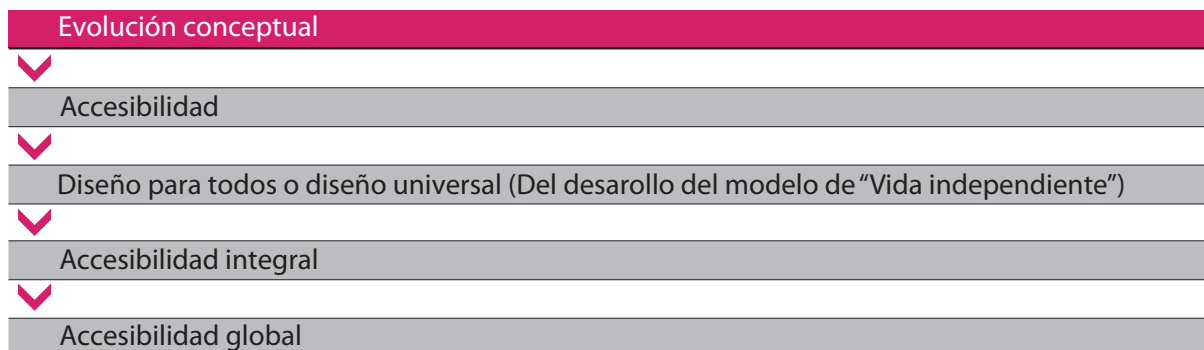 Evolución conceptual
Accesibilidad
Diseño para todos o diseño universal (Del desarollo del modelo de “Vida independiente”)
Accesibilidad integral
Accesibilidad global